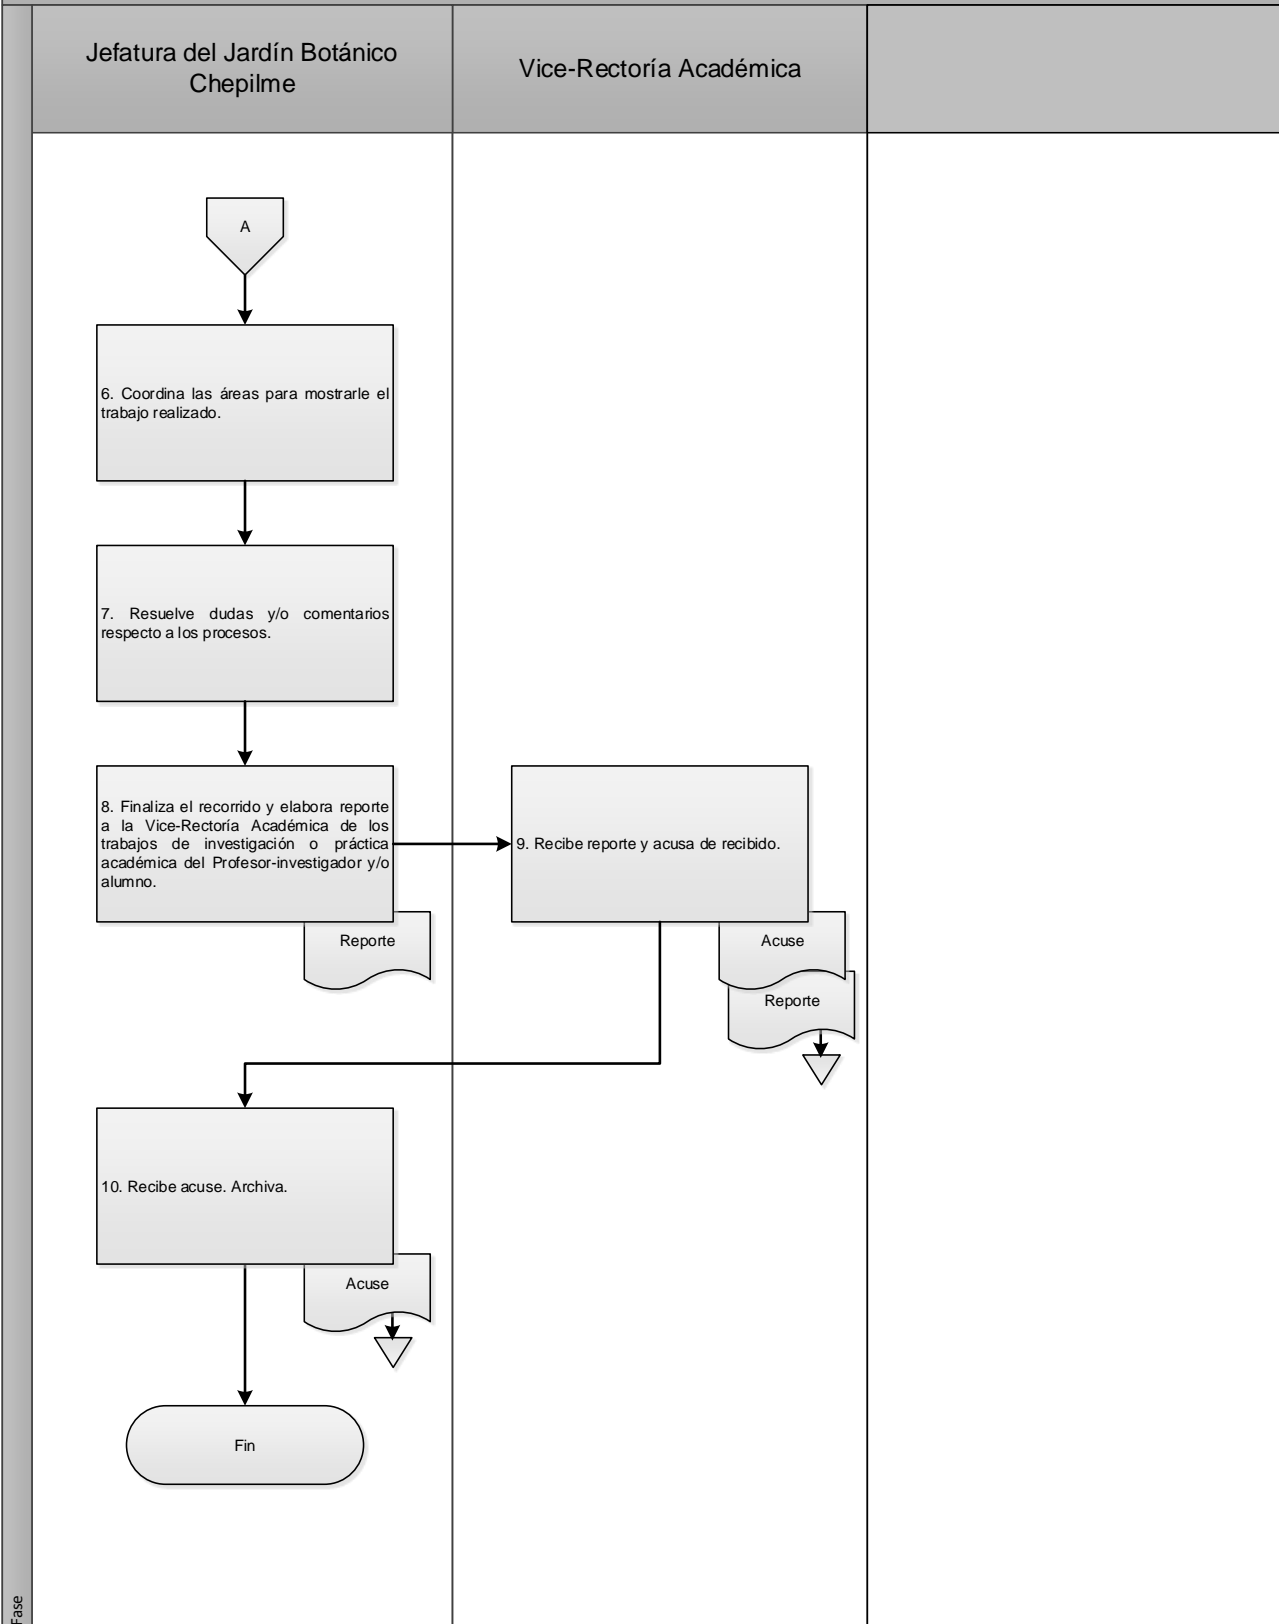 Jefatura del Jardín Botánico
Chepilme
Vice-Rectoría Académica
A
6. Coordina las áreas para mostrarle el
trabajo realizado.
7. Resuelve dudas y/o comentarios
respecto a los procesos.
8. Finaliza el recorrido y elabora reporte
a la Vice-Rectoría Académica de los
trabajos de investigación o práctica
académica del Profesor-investigador y/o
alumno.
Reporte
9. Recibe reporte y acusa de recibido.
Acuse
Reporte
10. Recibe acuse. Archiva.
Acuse
Fin
Fase